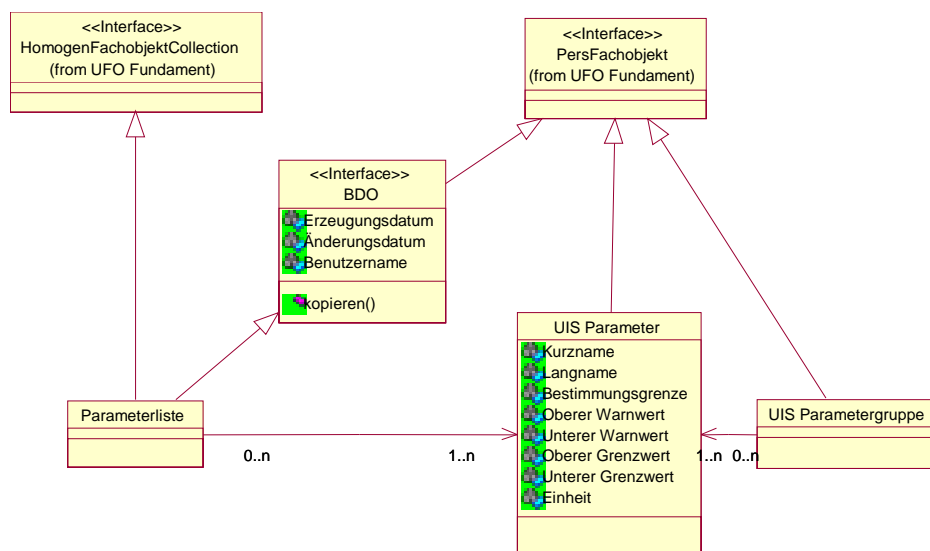 <<Interface>>
HomogenFachobjektCollection
(from UFO Fundament)
<<Interface>>
PersFachobjekt
(from UFO Fundament)
<<Interface>>
BDO
Erzeugungsdatum
Änderungsdatum
Benutzername
kopieren()
UIS Parameter
Kurzname
Langname
Bestimmungsgrenze
Oberer Warnwert
Unterer Warnwert
Oberer Grenzwert
Unterer Grenzwert
Einheit
Parameterliste
UIS Parametergruppe
0..n
1..n
1..n
0..n